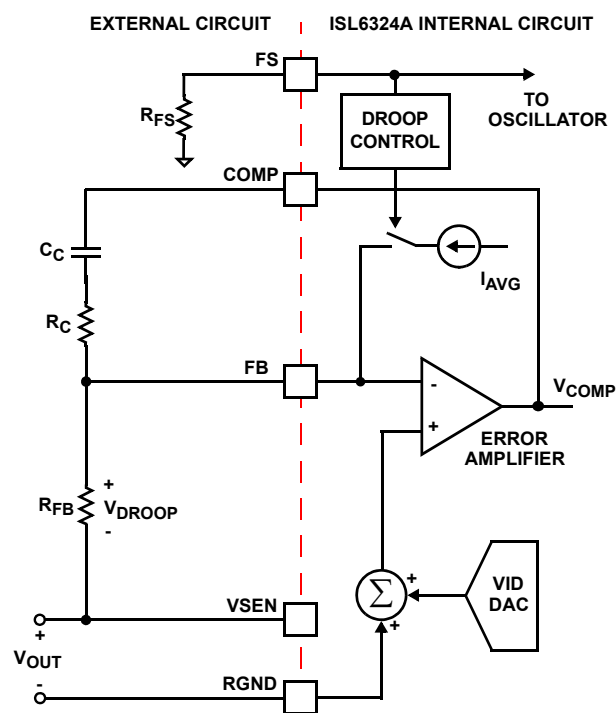 EXTERNAL CIRCUIT
ISL6324A INTERNAL CIRCUIT
FS
RFS
TO
OSCILLATOR
DROOP
CONTROL
COMP
CC
IAVG
RC
FB
-
+
VCOMP
ERROR
AMPLIFIER
RFB
+
VDROOP
-
VSEN
Σ
+
+
VID
DAC
+
VOUT
-
RGND